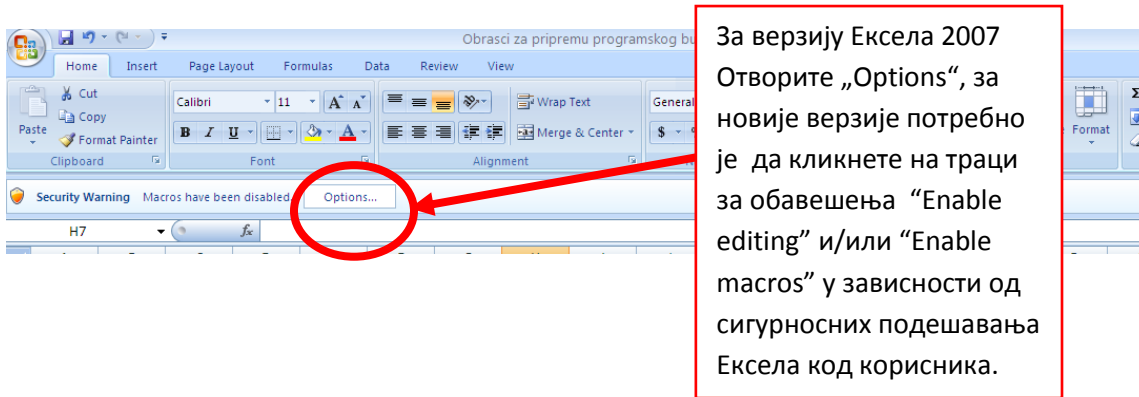 Obrasci za pripremu programskog bu
Home Insert Page Layout Formulas Data Review View
Cut
Copy
Paste
Format Painter
Clipboard
Calibri 11 A A
B I U A
Font
Wrap Text
Merge & Center
Alignment
General
$
Format
Σ
Security Warning Macros have been disabled. Options...
H7 fx
За верзију Ексела 2007
Отворите „Options“, за
новије верзије потребно
је да кликнете на траци
за обавешења “Enable
editing” и/или “Enable
macros” у зависности од
сигурносних подешавања
Ексела код корисника.